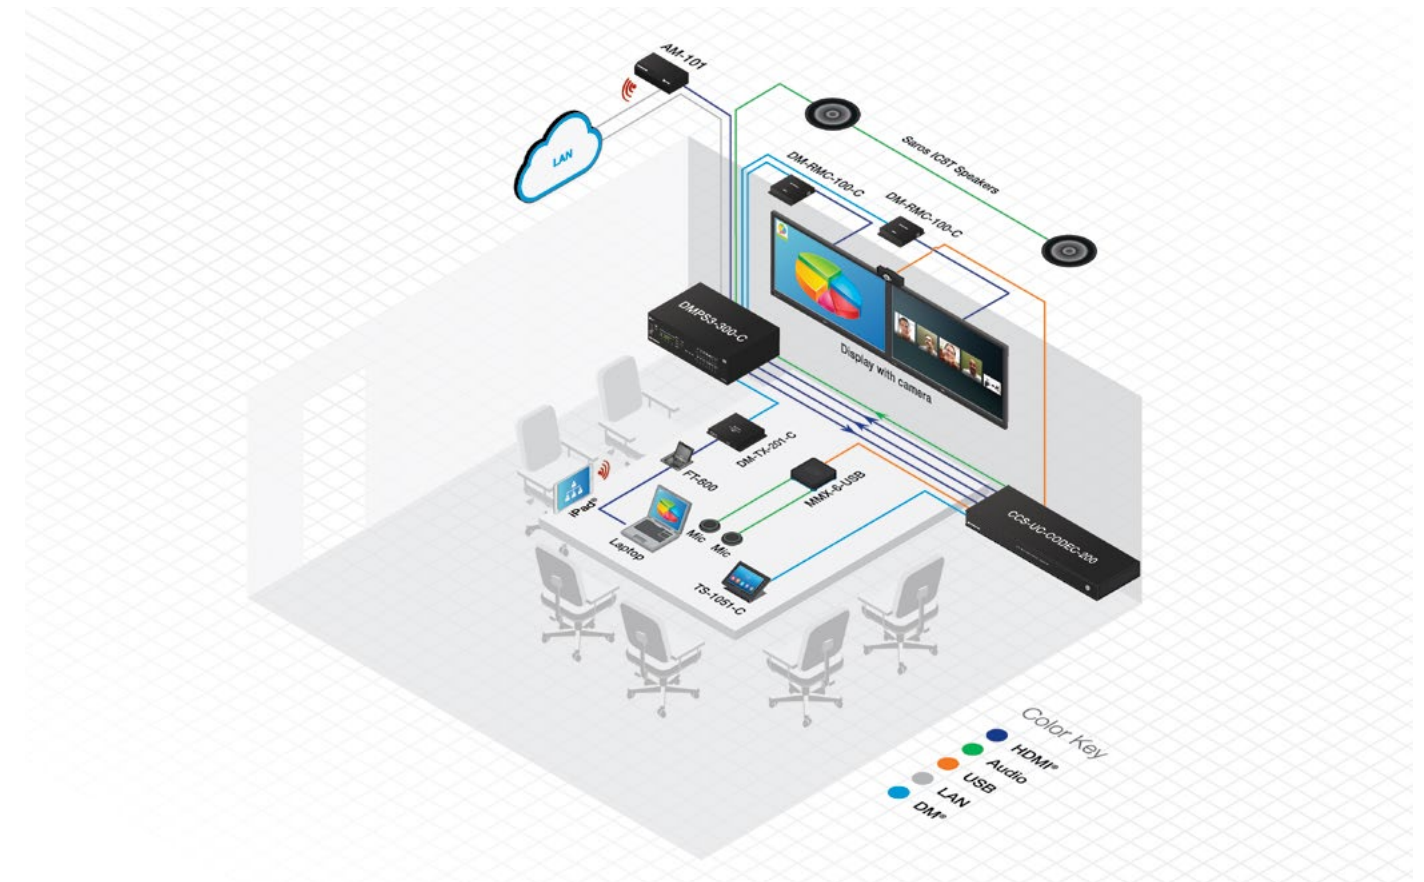 AM-101
LAN
Saros IC8T Speakers
DM-RMC-100-C
DM-RMC-100-C
DMPS3-300-C
Display with camera
DM-TX-201-C
FT-600
MMX-6-USB
iPad®
Laptop
Mic
Mic
TS-1051-C
CCS-UC-CODEC-200
Color Key
HDMI®
Audio
USB
LAN
DM®